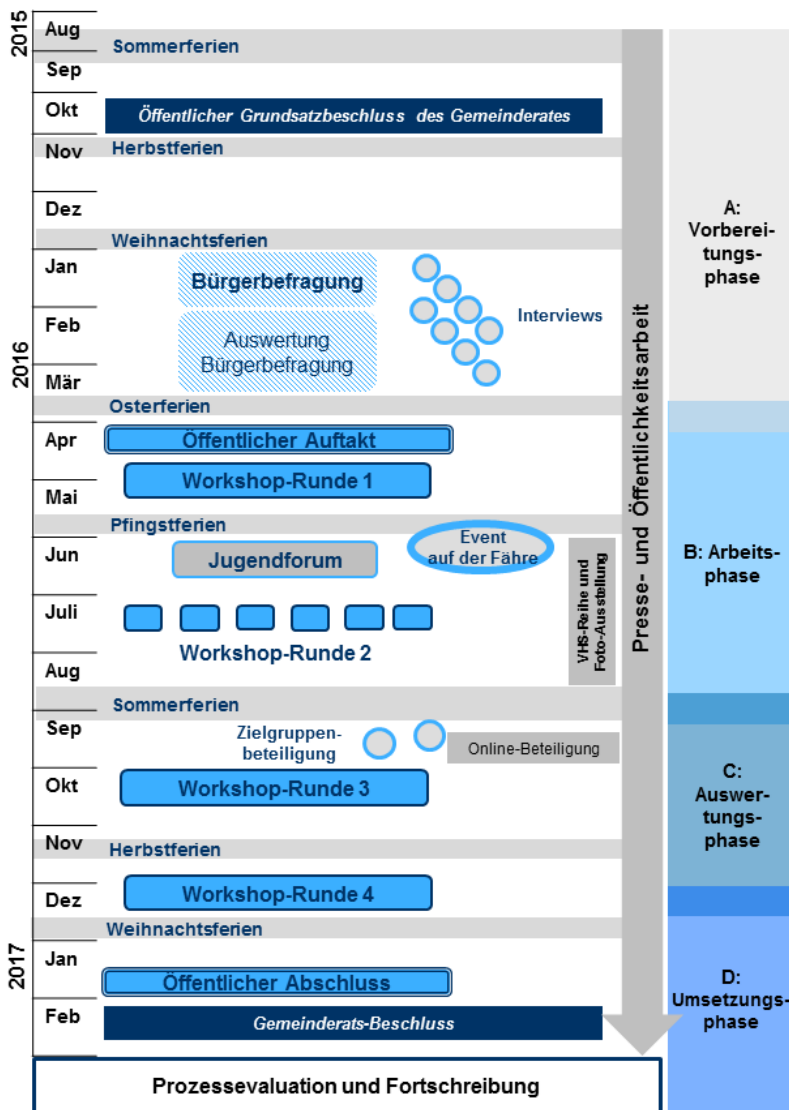 2015
Aug
Sommerferien
Sep
Okt
Öffentlicher Grundsatzbeschluss des Gemeinderates
Nov
Herbstferien
Dez
Weihnachtsferien
2016
Jan
Bürgerbefragung
Interviews
Feb
Auswertung
Bürgerbefragung
Mär
Osterferien
Apr
Öffentlicher Auftakt
Workshop-Runde 1
Mai
Pfingstferien
Jun
Jugendforum
Event
auf der Fähre
VHS-Reihe und
Foto-Ausstellung
Juli
Workshop-Runde 2
Aug
Sommerferien
Sep
Zielgruppen-
beteiligung
Online-Beteiligung
Okt
Workshop-Runde 3
Nov
Herbstferien
Dez
Workshop-Runde 4
Weihnachtsferien
2017
Jan
Öffentlicher Abschluss
Feb
Gemeinderats-Beschluss
Prozessevaluation und Fortschreibung
Presse- und Öffentlichkeitsarbeit
A:
Vorberei-
tungs-
phase
B: Arbeits-
phase
C:
Auswer-
tungs-
phase
D:
Umsetzungs-
phase